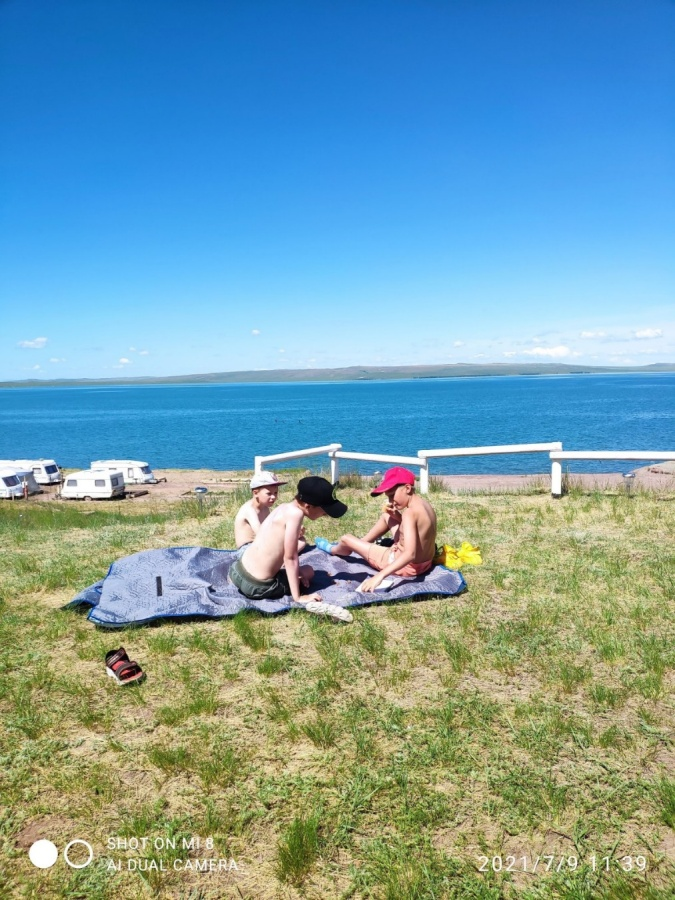 SHOT ON MI 8
AI DUAL CAMERA
2021/7/9 11:39